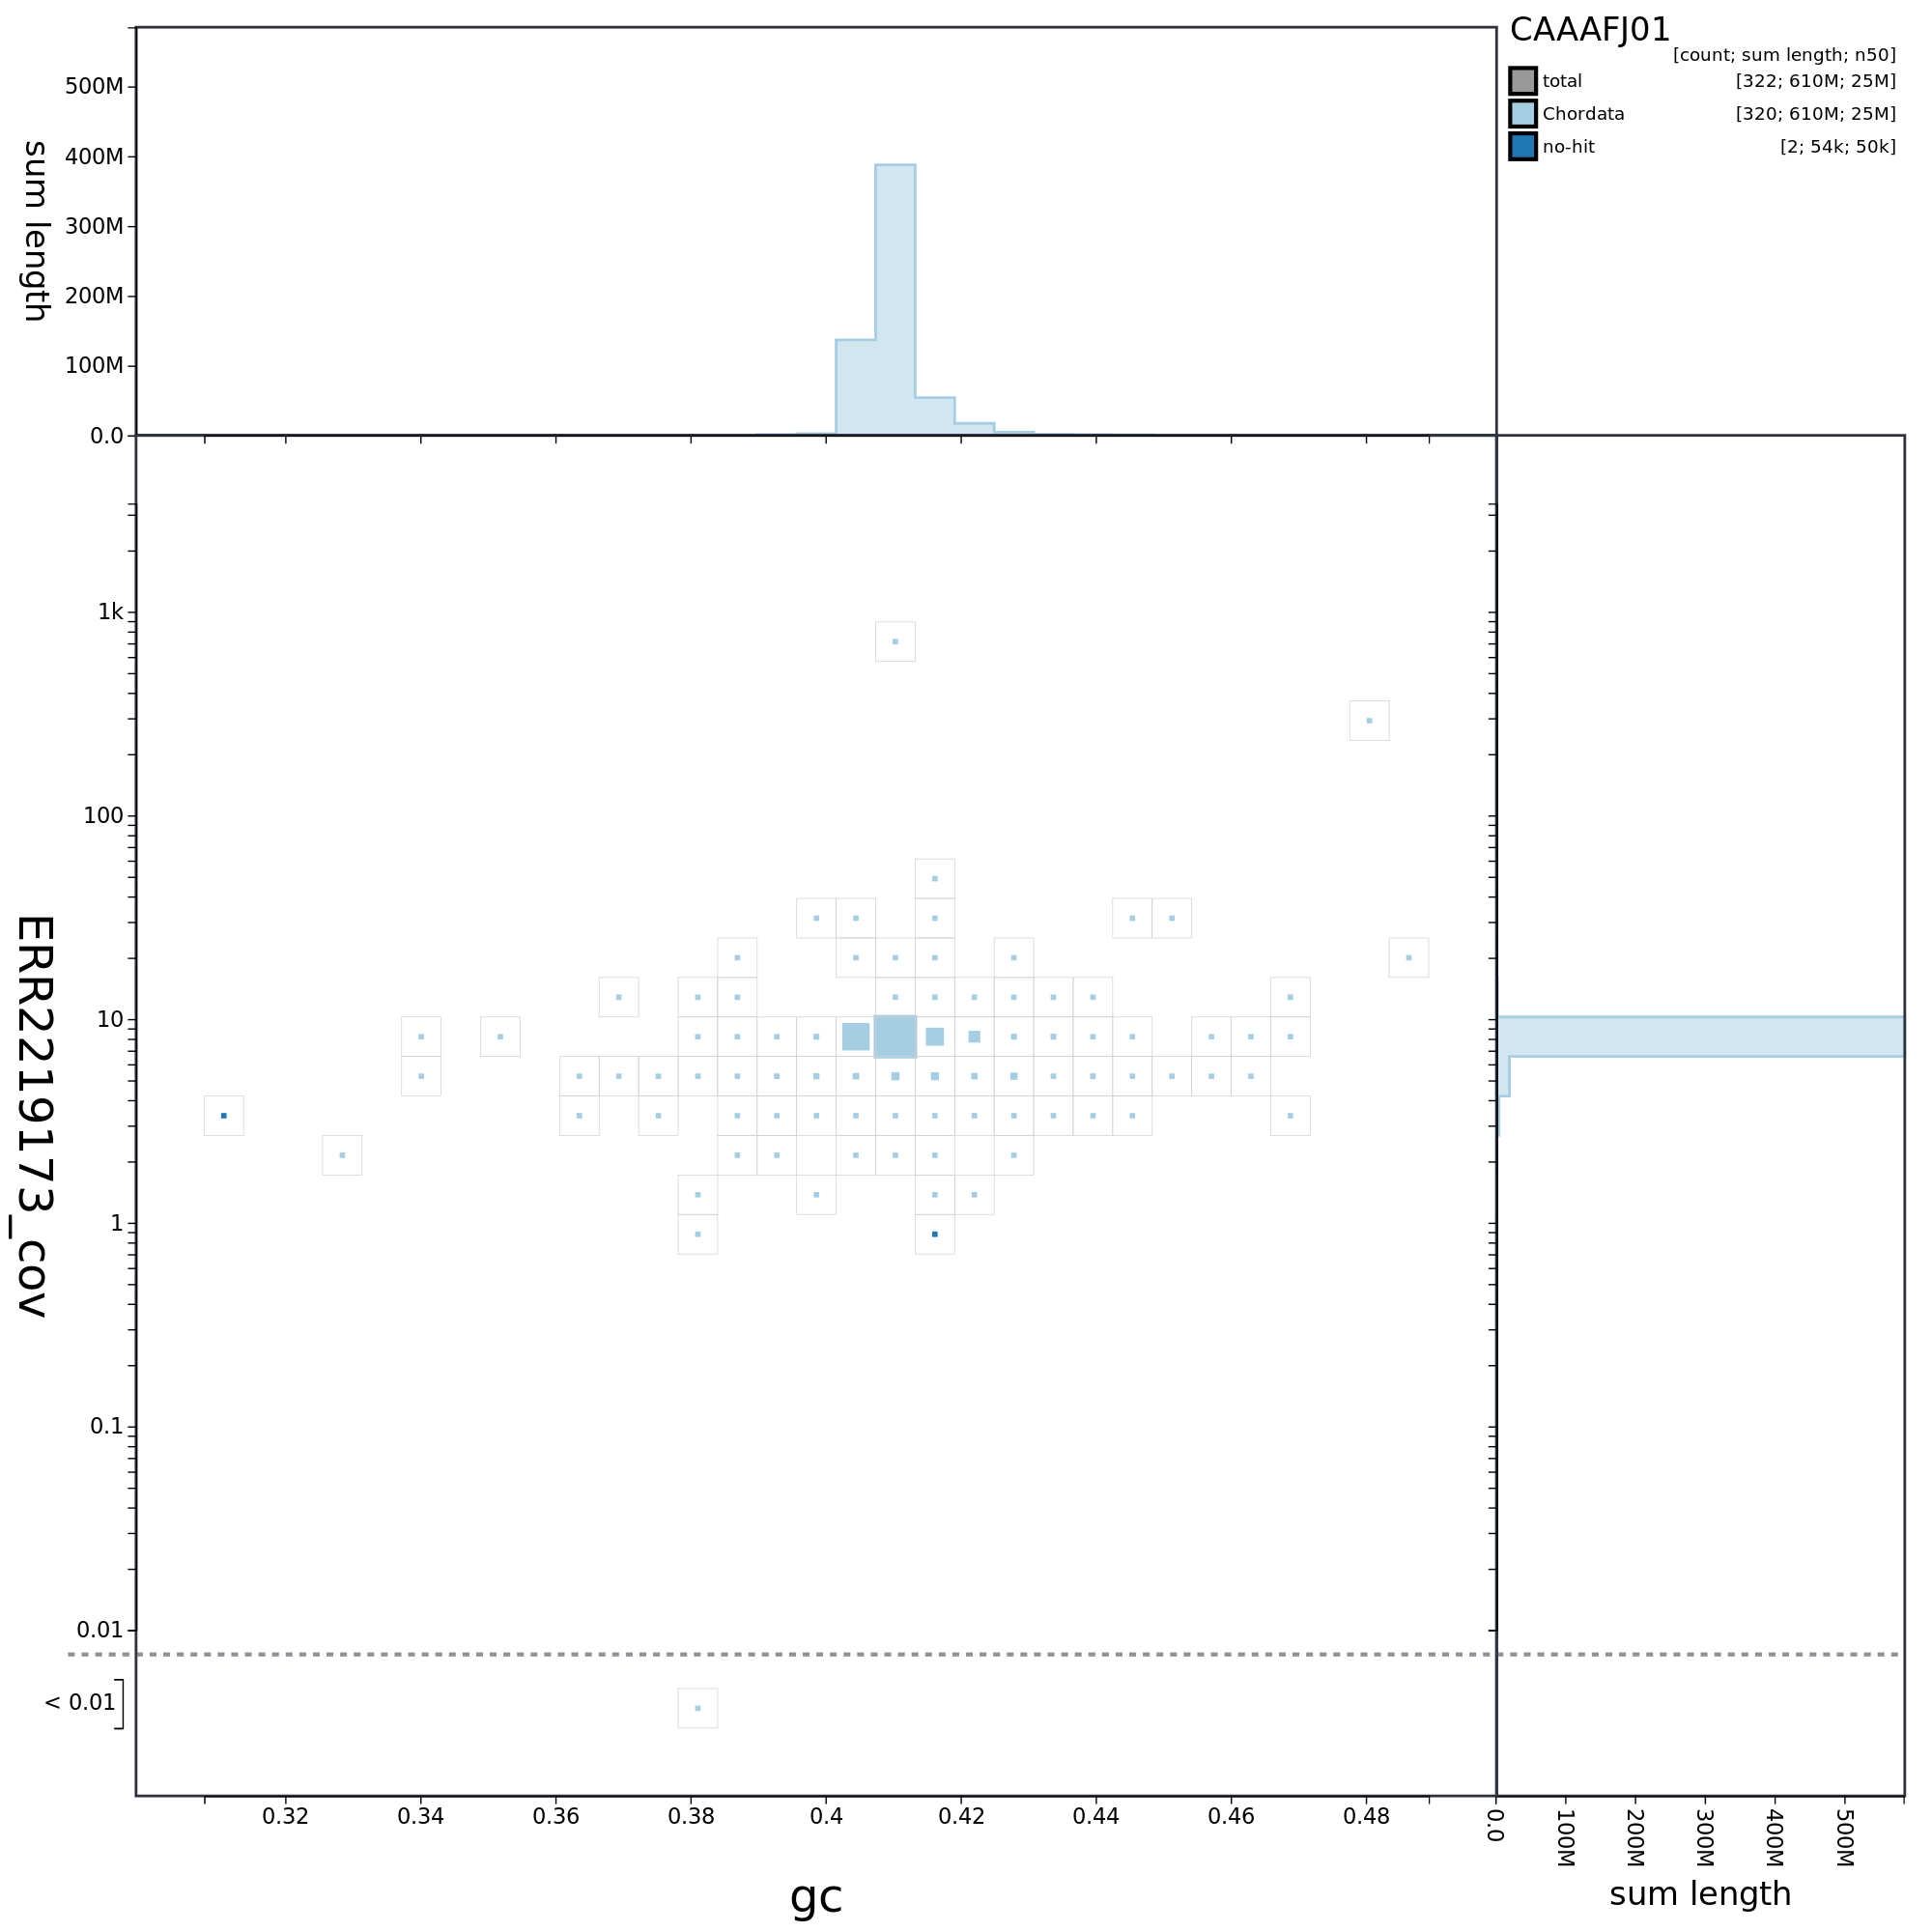 CAAAFJ01
[count; sum length; n50]
total [322; 610M; 25M]
Chordata [320; 610M; 25M]
no-hit [2; 54k; 50k]
sum length
500M
400M
300M
200M
100M
0.0
ERR2219173_cov
1k
100
10
1
0.1
0.01
< 0.01
0.32 0.34 0.36 0.38 0.4 0.42 0.44 0.46 0.48
gc
0.0 100M 200M 300M 400M 500M
sum length